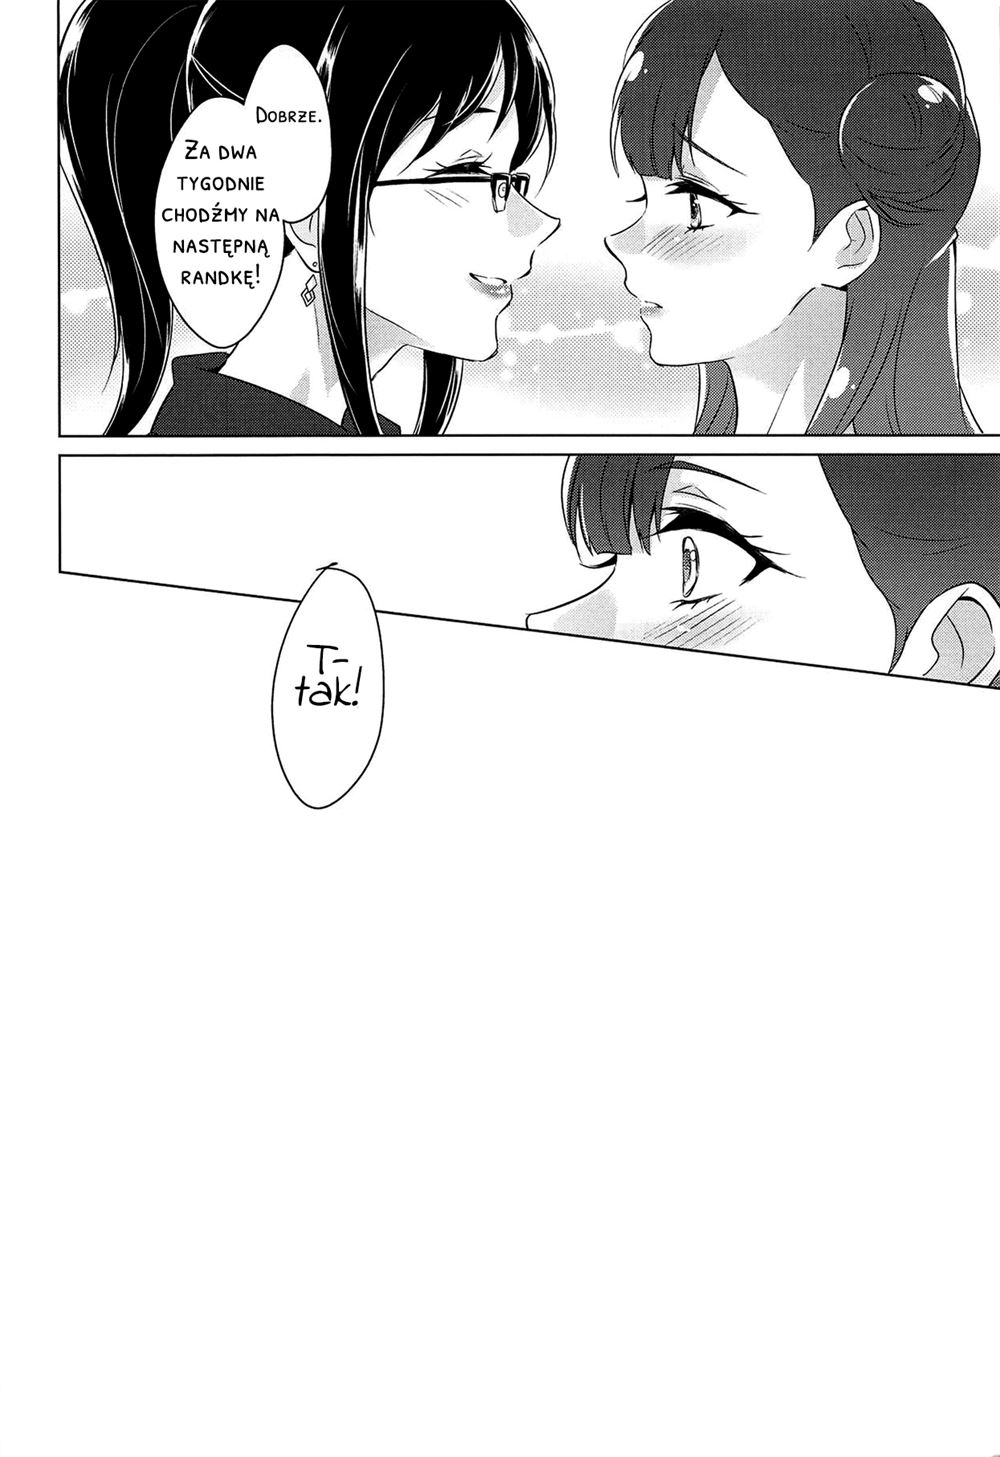 Dobrze.
Za dwa
tygodnie
chodźmy na
następną
randkę!
T-
tak!